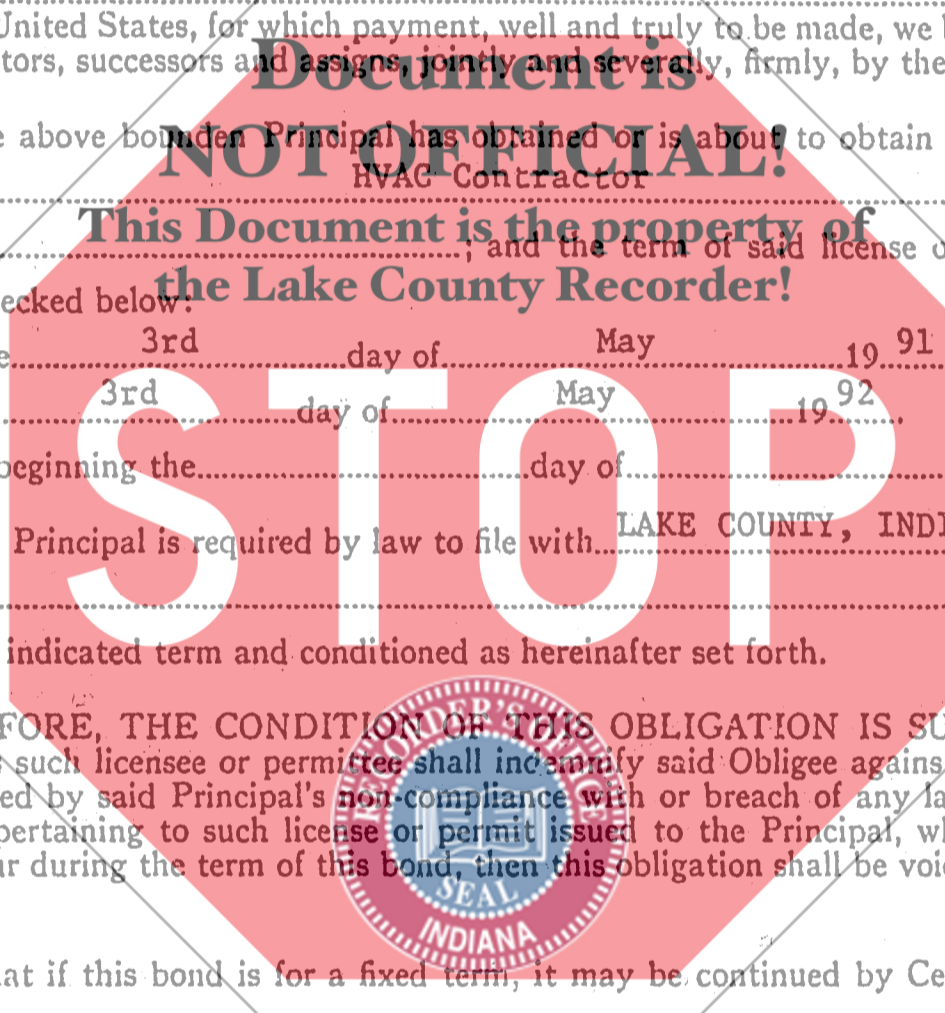 United States, for which payment, well and truly to be made, we
tors, successors and assigns, jointly and severally, firmly, by the
Document is
above bounden Principal has obtained or is about to obtain
NOT OFFICIAL!
HVAC Contractor
This Document is the property of
; and the term of said license
the Lake County Recorder!
ecked below:
3rd day of May 19 91
3rd day of May 19 92
beginning the day of
STOP
Principal is required by law to file with LAKE COUNTY, INDI
indicated term and conditioned as hereinafter set forth.
FORE, THE CONDITION OF THIS OBLIGATION IS SU
such licensee or permittee shall indemnify said Obligee agains
ed by said Principal's non-compliance with or breach of any la
pertaining to such license or permit issued to the Principal, w
ur during the term of this bond, then this obligation shall be voi
RECORDER'S OFFICE
SEAL
INDIANA
at if this bond is for a fixed term, it may be continued by Ce